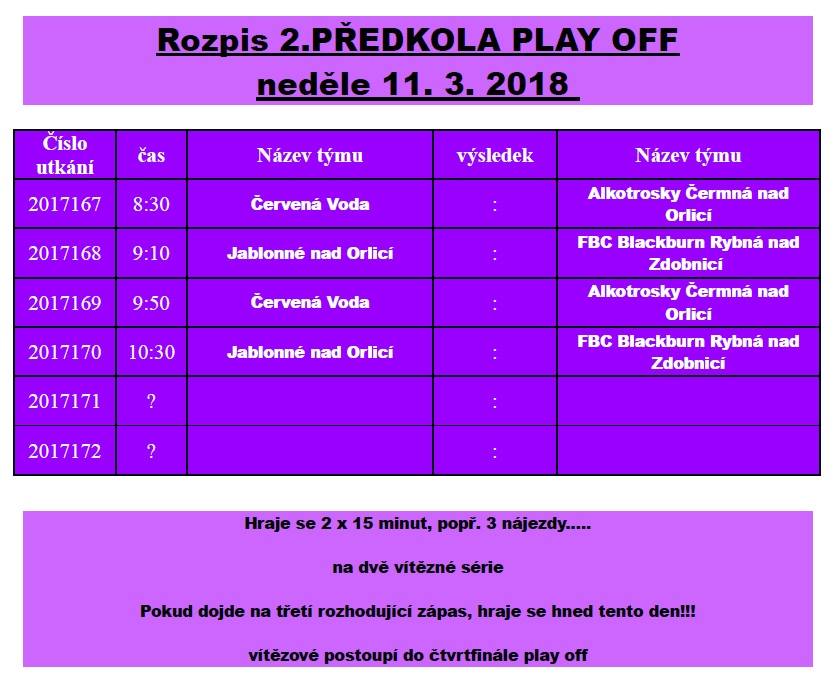 Rozpis 2.PŘEDKOLA PLAY OFF
neděle 11. 3. 2018
Číslo utkání čas Název týmu výsledek Název týmu
2017167 8:30 Červená Voda : Alkotrosky Čermná nad Orlicí
2017168 9:10 Jablonné nad Orlicí : FBC Blackburn Rybná nad Zdobnicí
2017169 9:50 Červená Voda : Alkotrosky Čermná nad Orlicí
2017170 10:30 Jablonné nad Orlicí : FBC Blackburn Rybná nad Zdobnicí
2017171 ? :
2017172 ? :
Hraje se 2 x 15 minut, popř. 3 nájezdy.....
na dvě vítězné série
Pokud dojde na třetí rozhodující zápas, hraje se hned tento den!!!
vítězové postoupí do čtvrtfinále play off